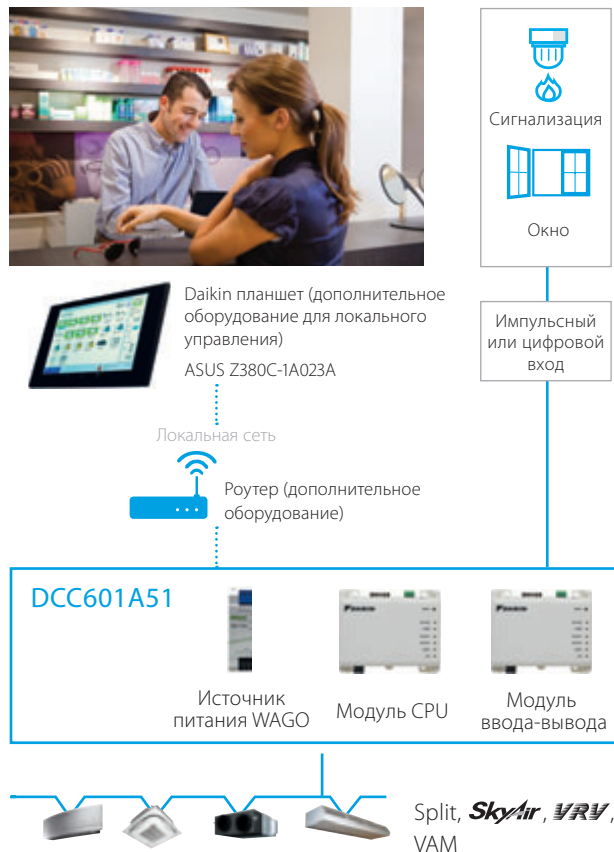 Сигнализация
Окно
Daikin планшет (дополнительное
оборудование для локального
управления)
ASUS Z380C-1A023A
Импульсный
или цифровой
вход
Локальная сеть
Роутер (дополнительное
оборудование)
DCC601A51
Источник
питания WAGO
Модуль CPU
Модуль
ввода-вывода
Split, SkyAir, VRV,
VAM